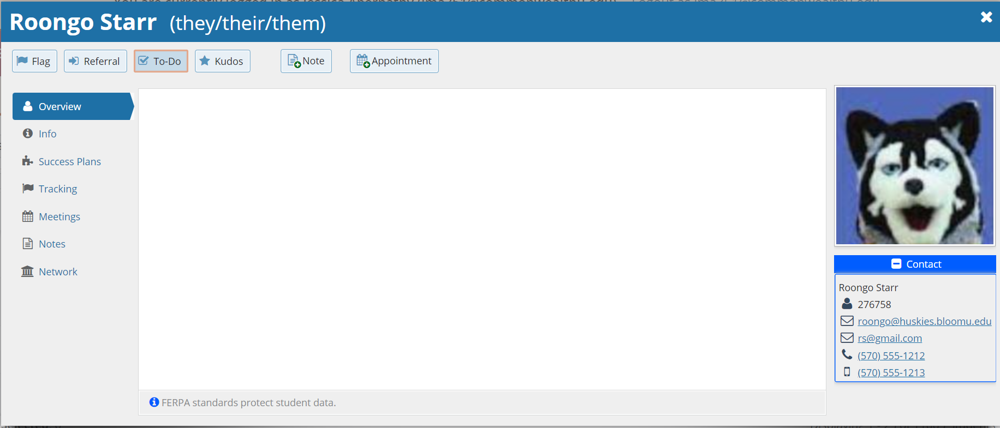 Roongo Starr (they/their/them)
Flag Referral To-Do Kudos Note Appointment
Overview
Info
Success Plans
Tracking
Meetings
Notes
Network
Contact
Roongo Starr
276758
roongo@huskies.bloomu.edu
rs@gmail.com
(570) 555-1212
(570) 555-1213
FERPA standards protect student data.